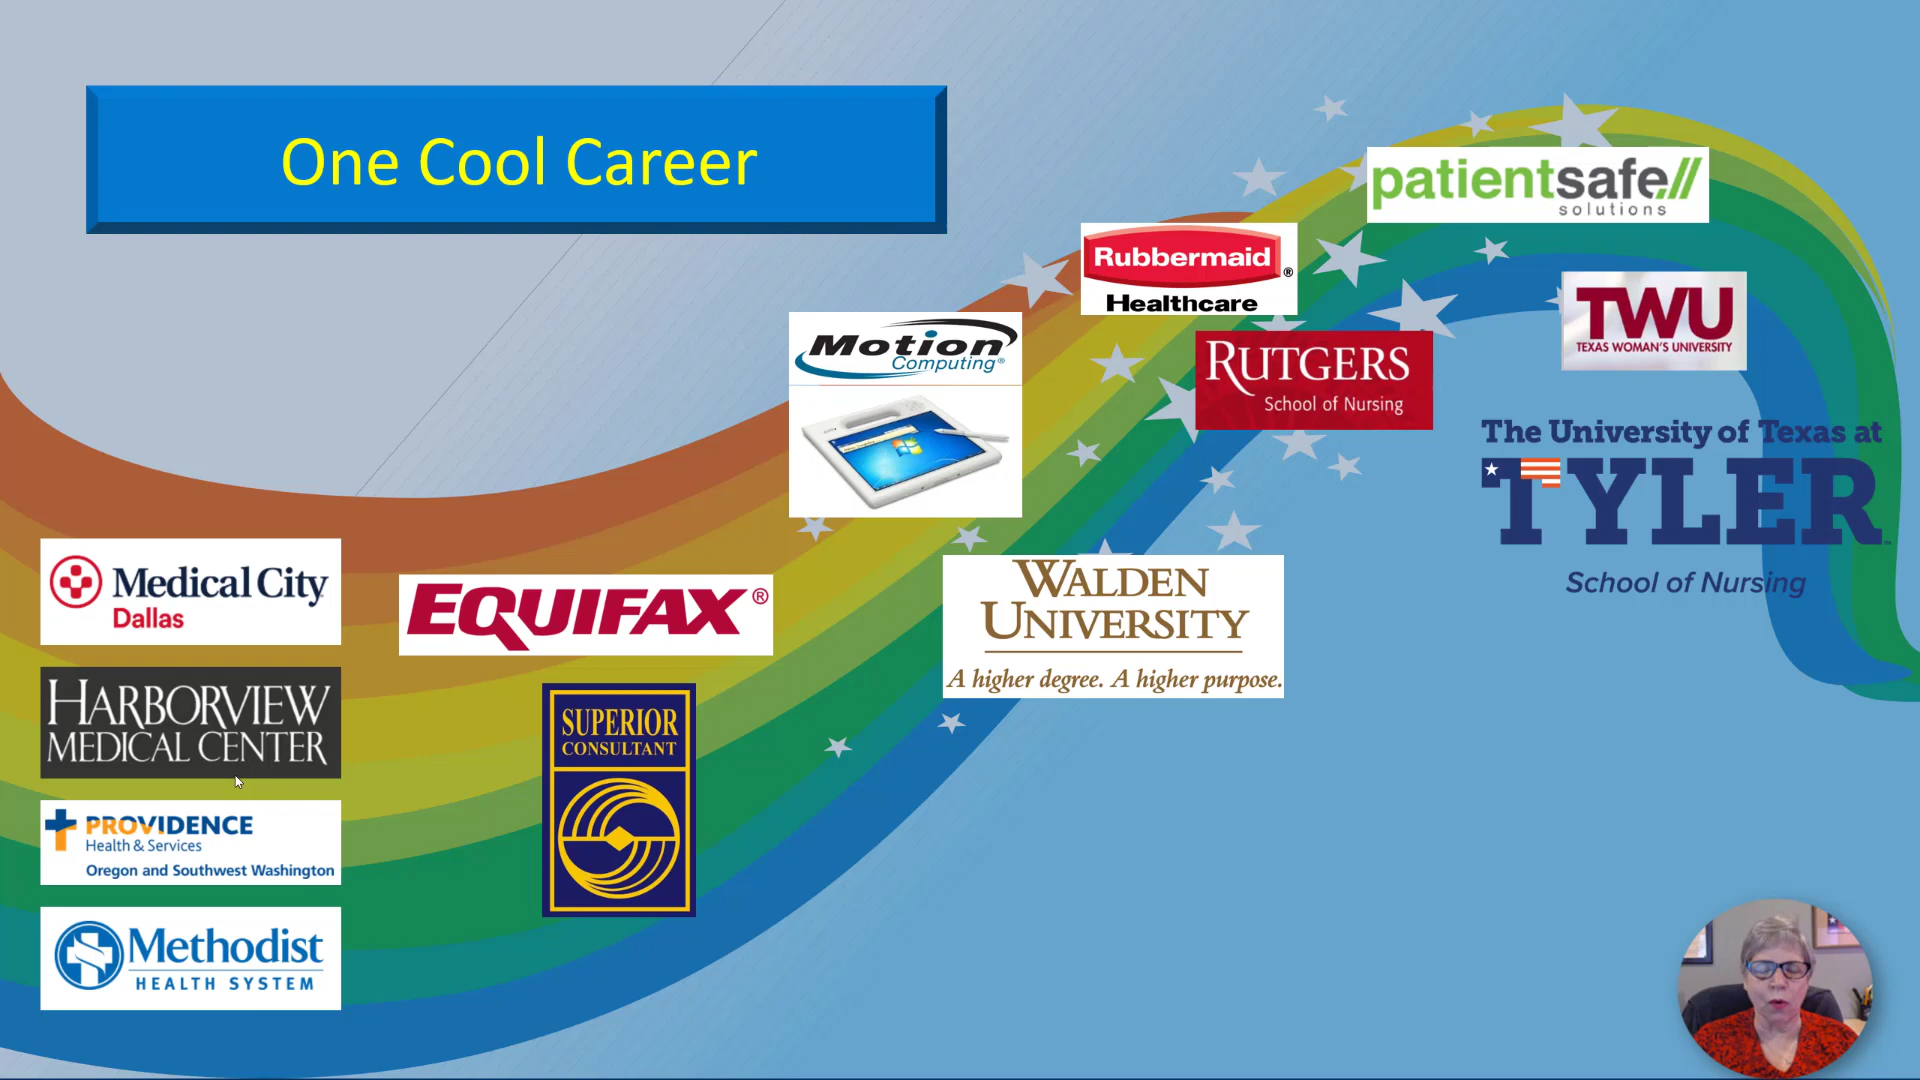 One Cool Career
patientsafe//
solutions
Rubbermaid®
Healthcare
TWU
TEXAS WOMAN'S UNIVERSITY
Motion
Computing®
RUTGERS
School of Nursing
The University of Texas at
TYLER
School of Nursing
Medical City
Dallas
EQUIFAX®
WALDEN
UNIVERSITY
A higher degree. A higher purpose.
HARBORVIEW
MEDICAL CENTER
SUPERIOR
CONSULTANT
PROVIDENCE
Health & Services
Oregon and Southwest Washington
Methodist
HEALTH SYSTEM